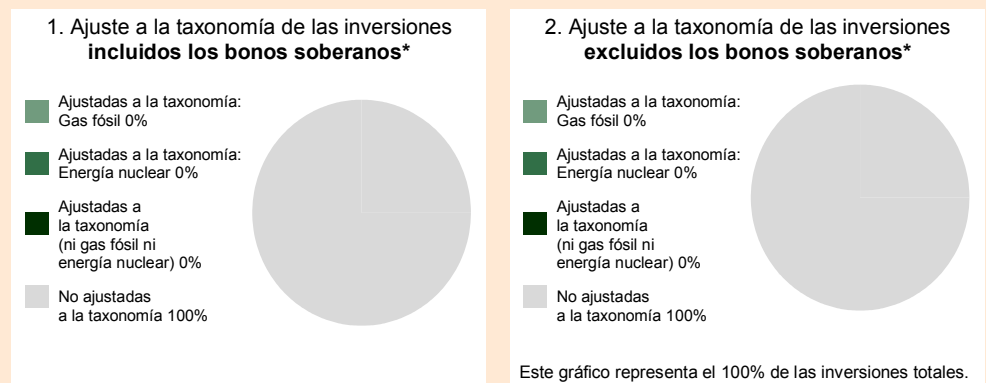 1. Ajuste a la taxonomía de las inversiones
incluidos los bonos soberanos*
Ajustadas a la taxonomía:
Gas fósil 0%
Ajustadas a la taxonomía:
Energía nuclear 0%
Ajustadas a
la taxonomía
(ni gas fósil ni
energía nuclear) 0%
No ajustadas
a la taxonomía 100%
2. Ajuste a la taxonomía de las inversiones
excluidos los bonos soberanos*
Ajustadas a la taxonomía:
Gas fósil 0%
Ajustadas a la taxonomía:
Energía nuclear 0%
Ajustadas a
la taxonomía
(ni gas fósil ni
energía nuclear) 0%
No ajustadas
a la taxonomía 100%
Este gráfico representa el 100% de las inversiones totales.